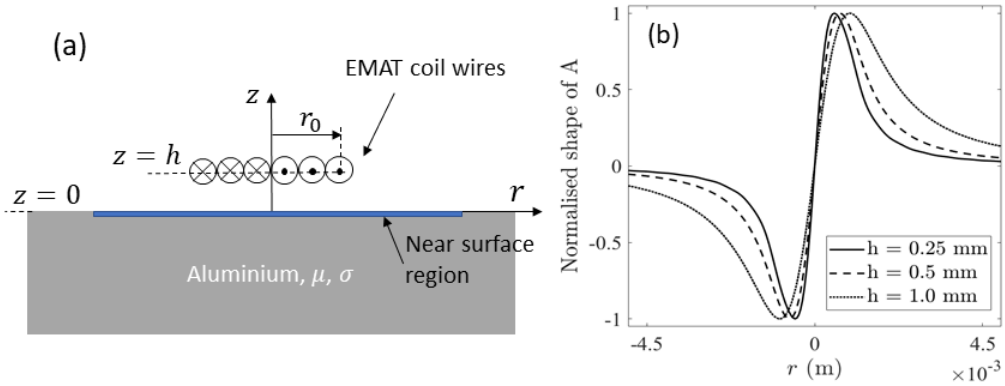 (a)
EMAT coil wires
z
r₀
z = h
z = 0
r
Near surface
region
Aluminium, μ, σ
(b)
Normalised shape of A
1
0.5
0
-0.5
-1
h = 0.25 mm
h = 0.5 mm
h = 1.0 mm
-4.5
0
4.5
r (m)
×10⁻³